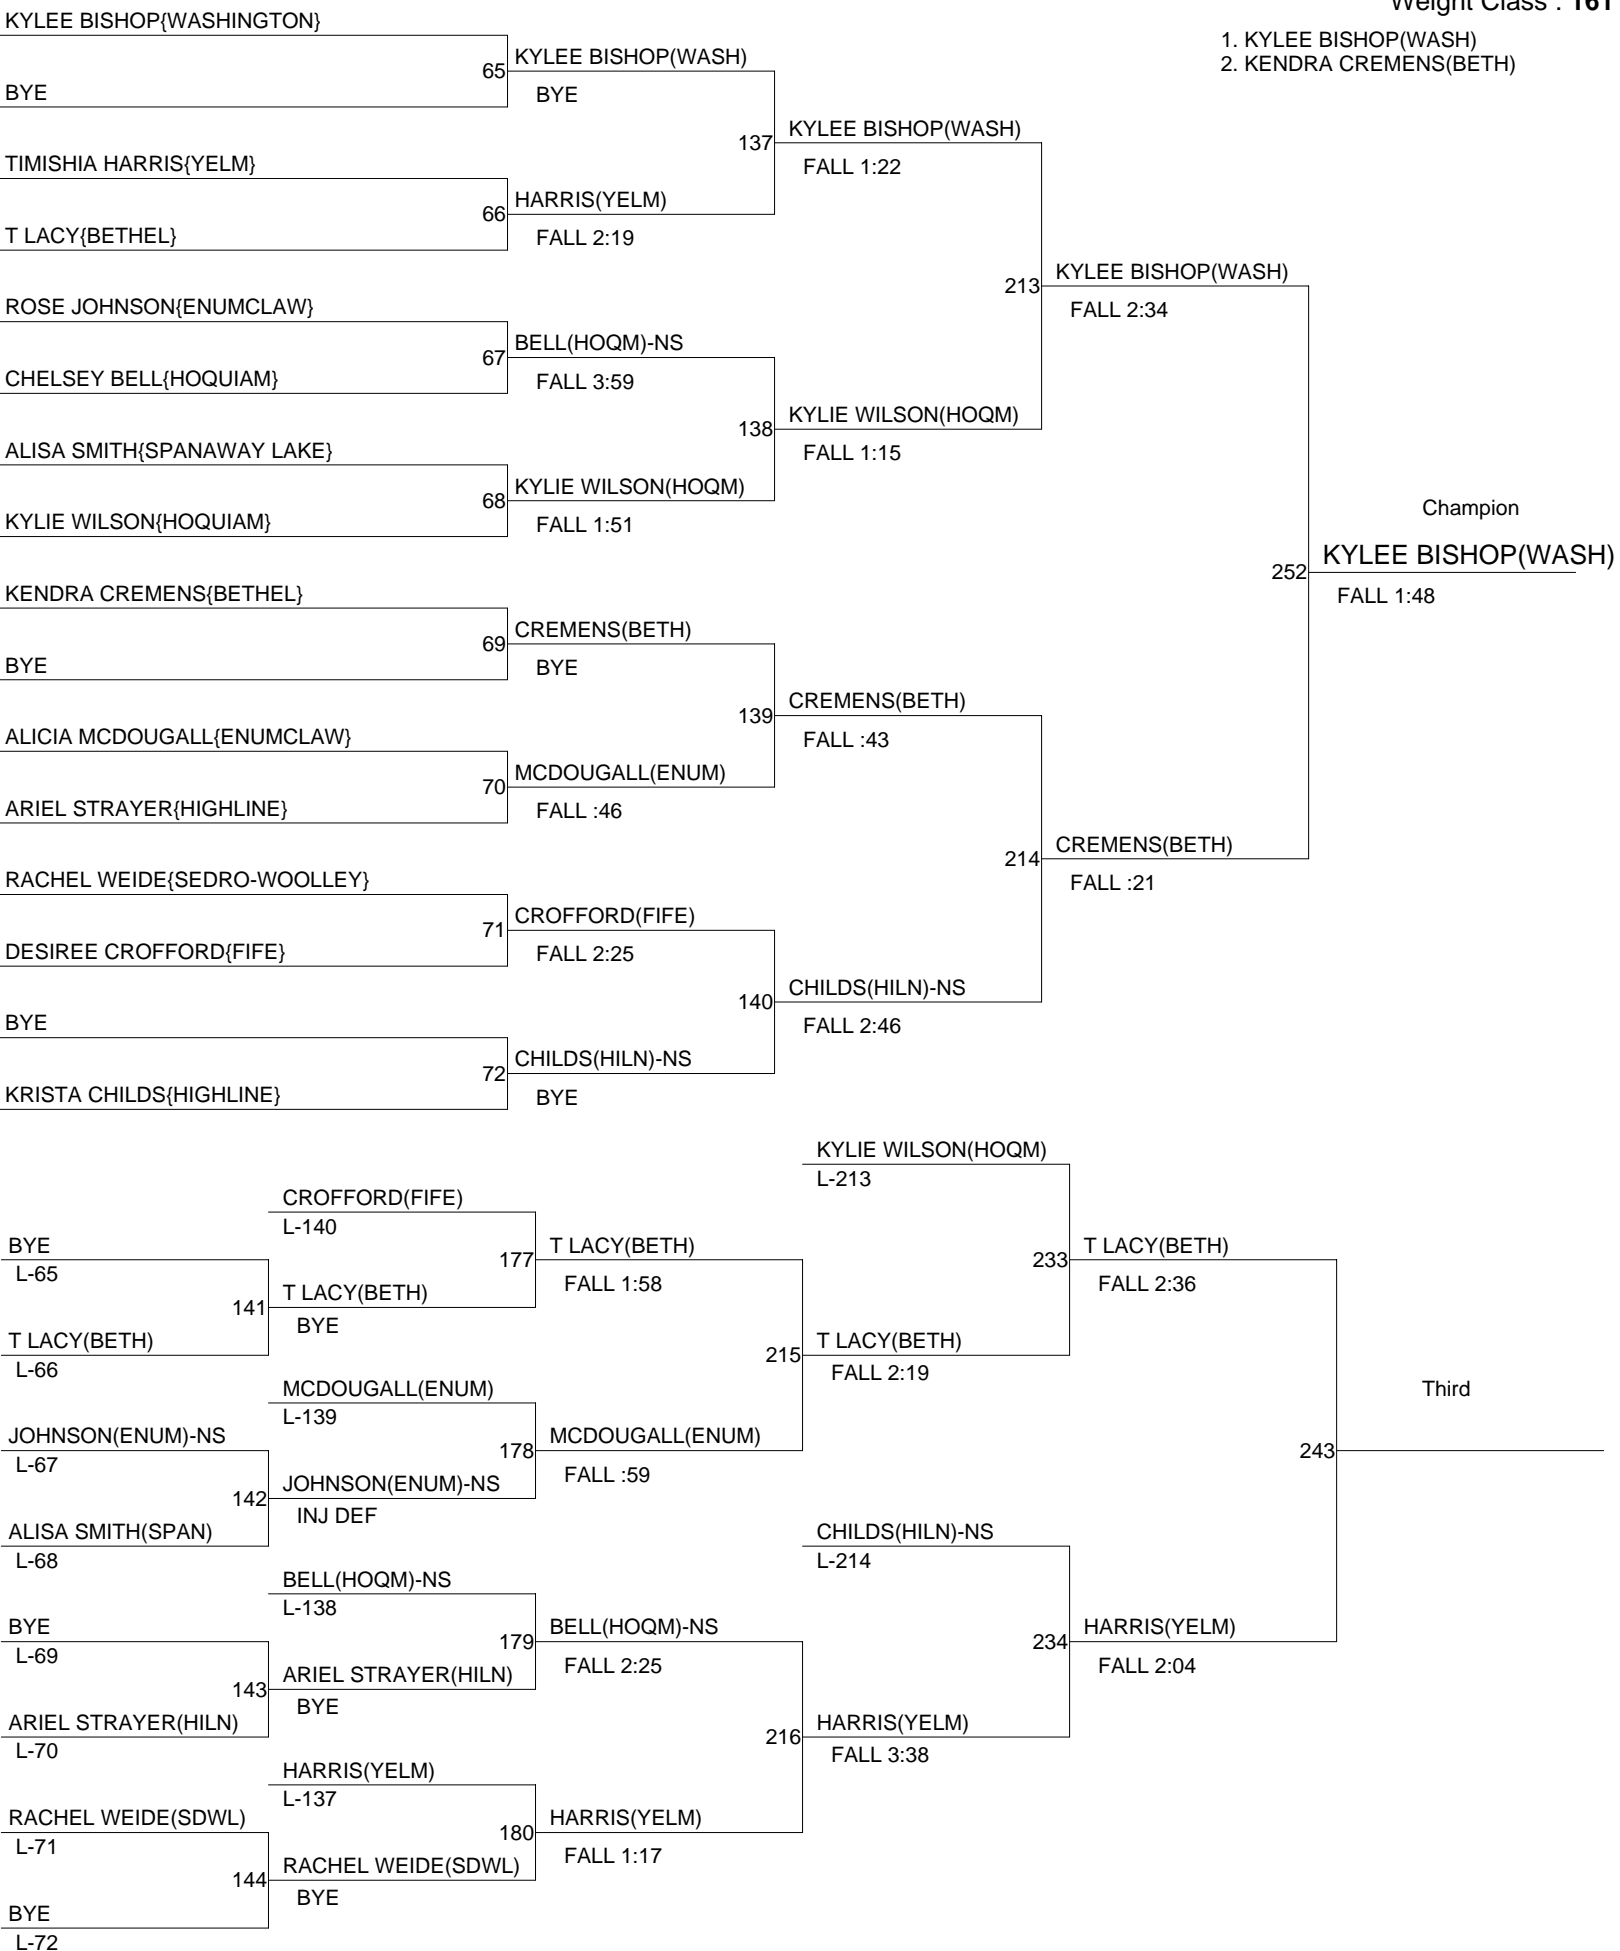 Weight Class : 161
1. KYLEE BISHOP(WASH)
2. KENDRA CREMENS(BETH)
KYLEE BISHOP{WASHINGTON}
BYE
65
KYLEE BISHOP(WASH)
BYE
TIMISHIA HARRIS{YELM}
T LACY{BETHEL}
66
HARRIS(YELM)
FALL 2:19
137
KYLEE BISHOP(WASH)
FALL 1:22
ROSE JOHNSON{ENUMCLAW}
CHELSEY BELL{HOQUIAM}
67
BELL(HOQM)-NS
FALL 3:59
ALISA SMITH{SPANAWAY LAKE}
KYLIE WILSON{HOQUIAM}
68
KYLIE WILSON(HOQM)
FALL 1:51
138
KYLIE WILSON(HOQM)
FALL 1:15
213
KYLEE BISHOP(WASH)
FALL 2:34
KENDRA CREMENS{BETHEL}
BYE
69
CREMENS(BETH)
BYE
ALICIA MCDOUGALL{ENUMCLAW}
ARIEL STRAYER{HIGHLINE}
70
MCDOUGALL(ENUM)
FALL :46
139
CREMENS(BETH)
FALL :43
RACHEL WEIDE{SEDRO-WOOLLEY}
DESIREE CROFFORD{FIFE}
71
CROFFORD(FIFE)
FALL 2:25
BYE
KRISTA CHILDS{HIGHLINE}
72
CHILDS(HILN)-NS
BYE
140
CHILDS(HILN)-NS
FALL 2:46
214
CREMENS(BETH)
FALL :21
Champion
252
KYLEE BISHOP(WASH)
FALL 1:48
BYE
L-65
T LACY(BETH)
L-66
141
CROFFORD(FIFE)
L-140
T LACY(BETH)
BYE
177
T LACY(BETH)
FALL 1:58
JOHNSON(ENUM)-NS
L-67
ALISA SMITH(SPAN)
L-68
142
MCDOUGALL(ENUM)
L-139
JOHNSON(ENUM)-NS
INJ DEF
178
MCDOUGALL(ENUM)
FALL :59
215
KYLIE WILSON(HOQM)
L-213
T LACY(BETH)
FALL 2:19
233
T LACY(BETH)
FALL 2:36
BYE
L-69
ARIEL STRAYER(HILN)
L-70
143
BELL(HOQM)-NS
L-138
ARIEL STRAYER(HILN)
BYE
179
BELL(HOQM)-NS
FALL 2:25
RACHEL WEIDE(SDWL)
L-71
BYE
L-72
144
HARRIS(YELM)
L-137
RACHEL WEIDE(SDWL)
BYE
180
HARRIS(YELM)
FALL 1:17
216
CHILDS(HILN)-NS
L-214
HARRIS(YELM)
FALL 3:38
234
HARRIS(YELM)
FALL 2:04
Third
243